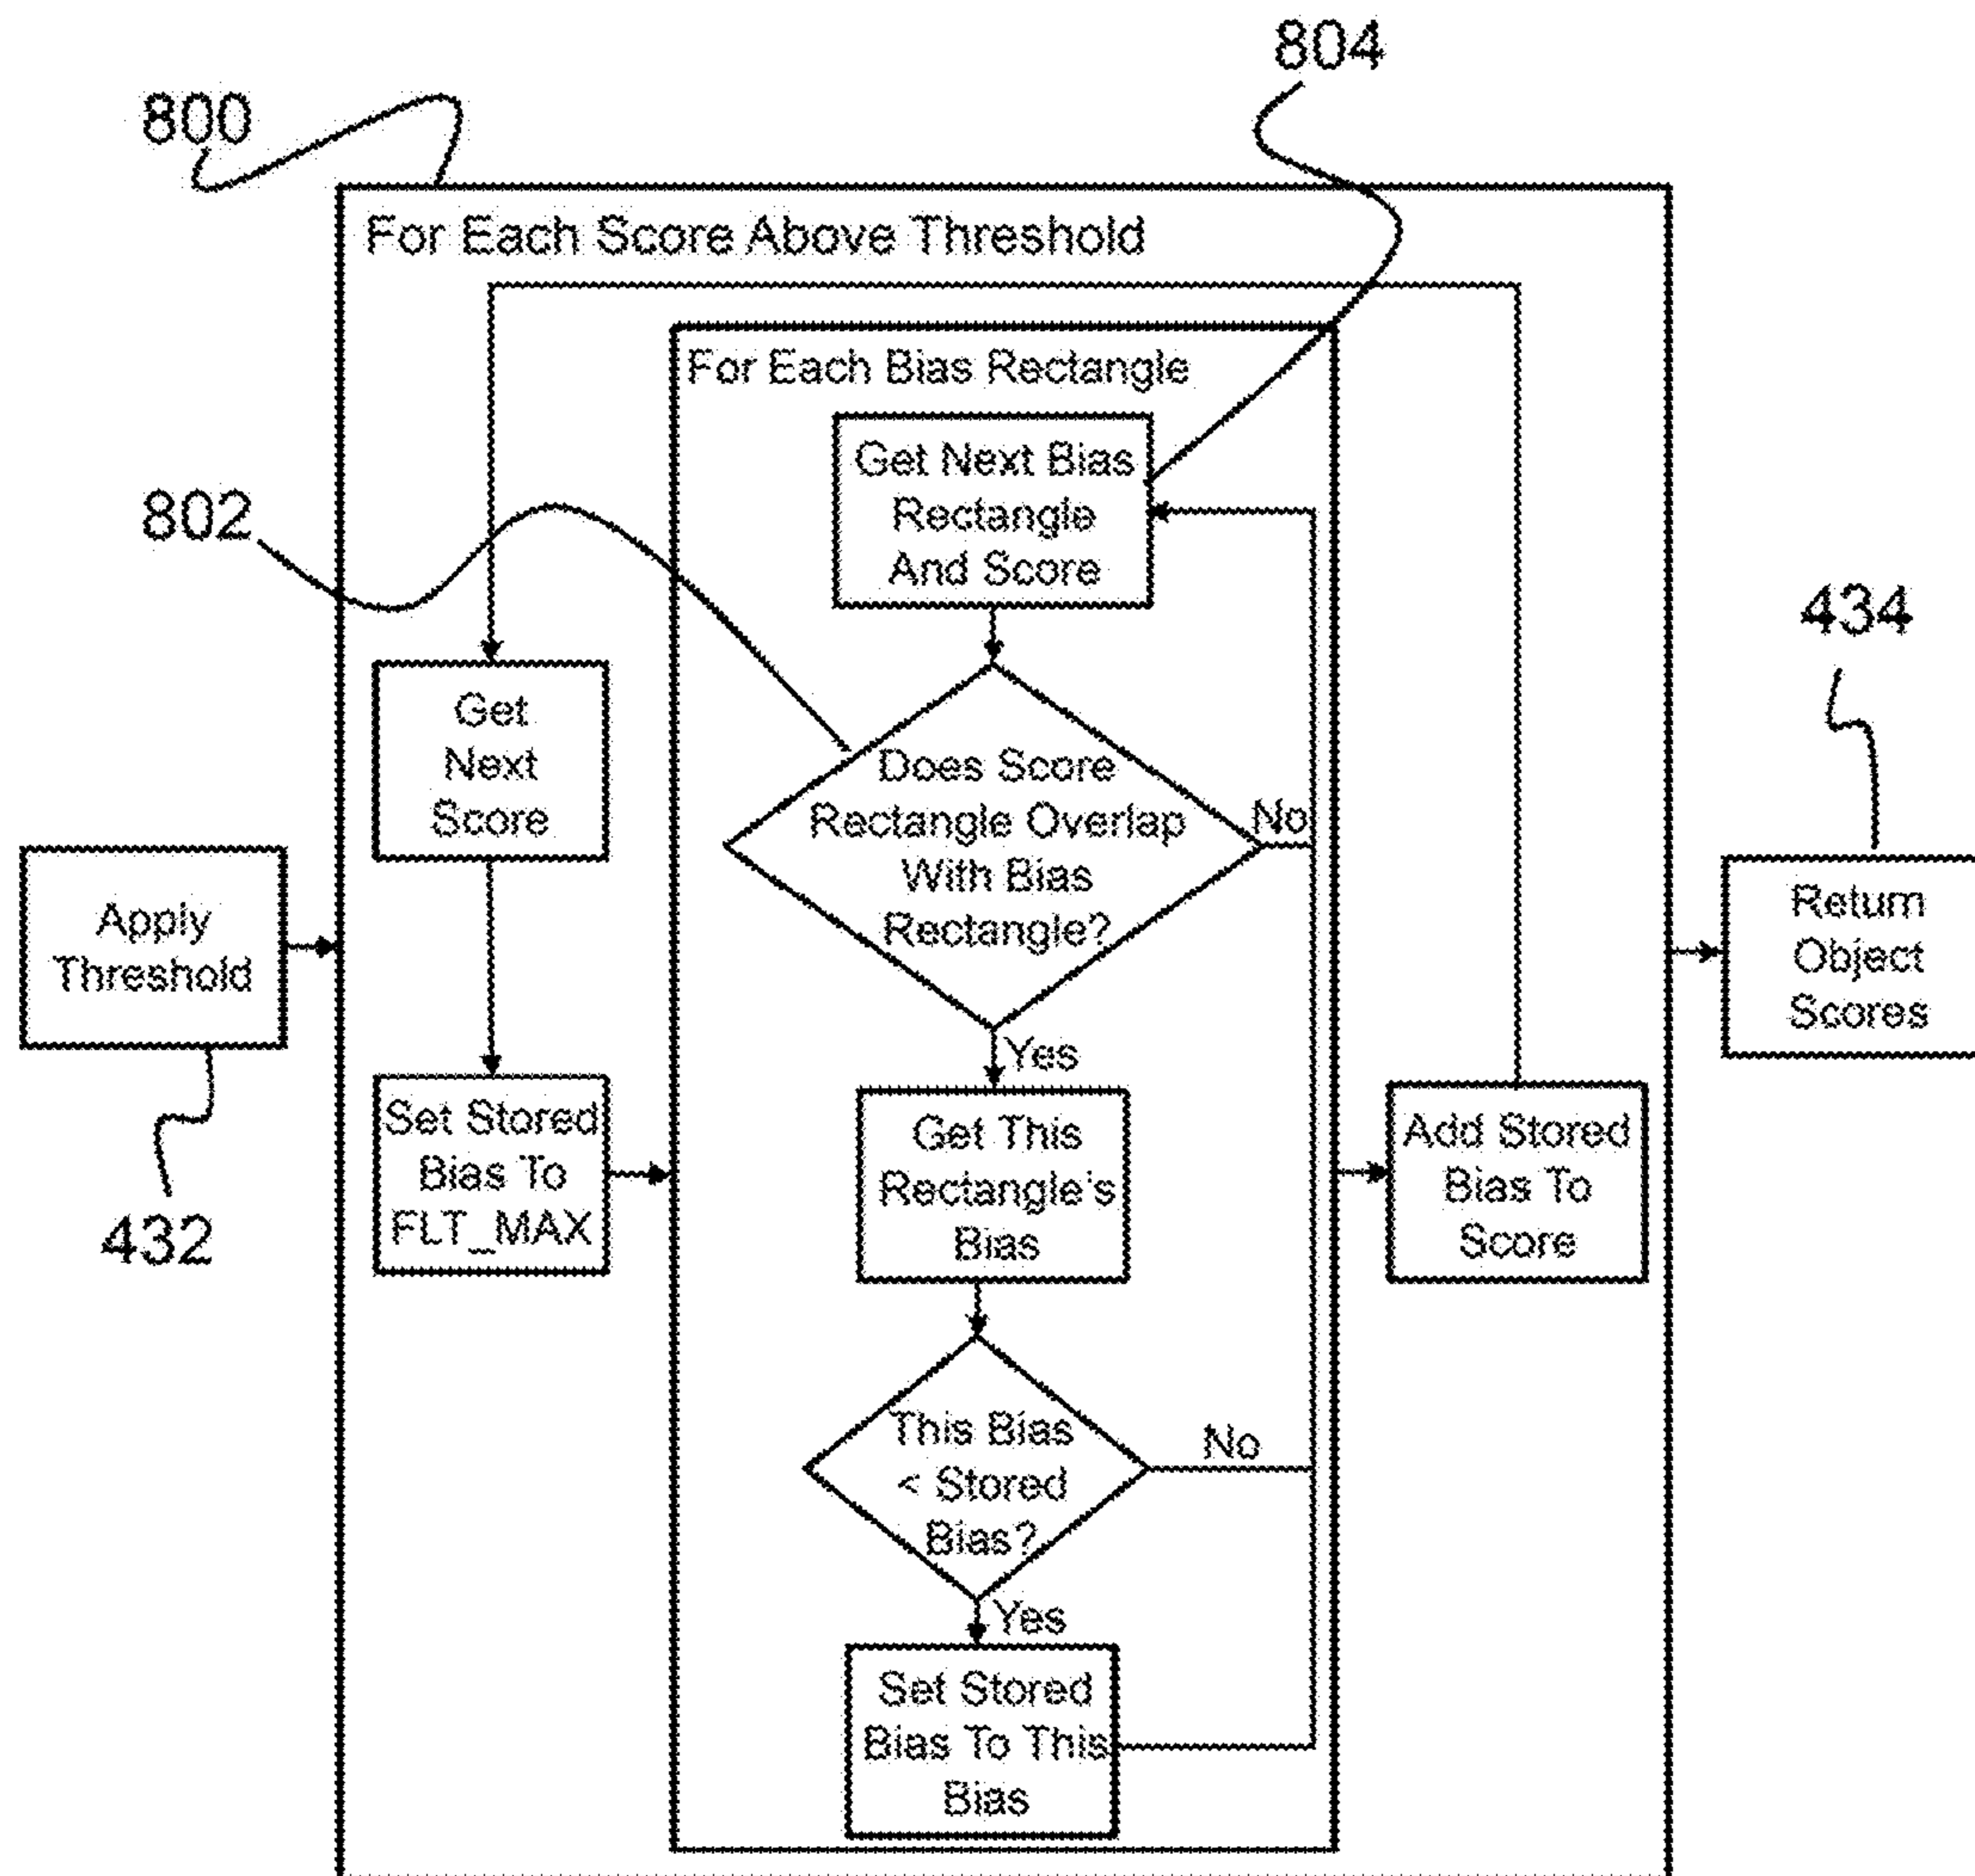 804
800
For Each Score Above Threshold
For Each Bias Rectangle
Get Next Bias
Rectangle
And Score
802
434
Get
Next
Score
Does Score
Rectangle Overlap
With Bias
Rectangle?
No
Apply
Threshold
Return
Object
Scores
Yes
Set Stored
Bias To
FLT_MAX
Get This
Rectangle's
Bias
Add Stored
Bias To
Score
432
This Bias
< Stored
Bias?
No
Yes
Set Stored
Bias To This
Bias